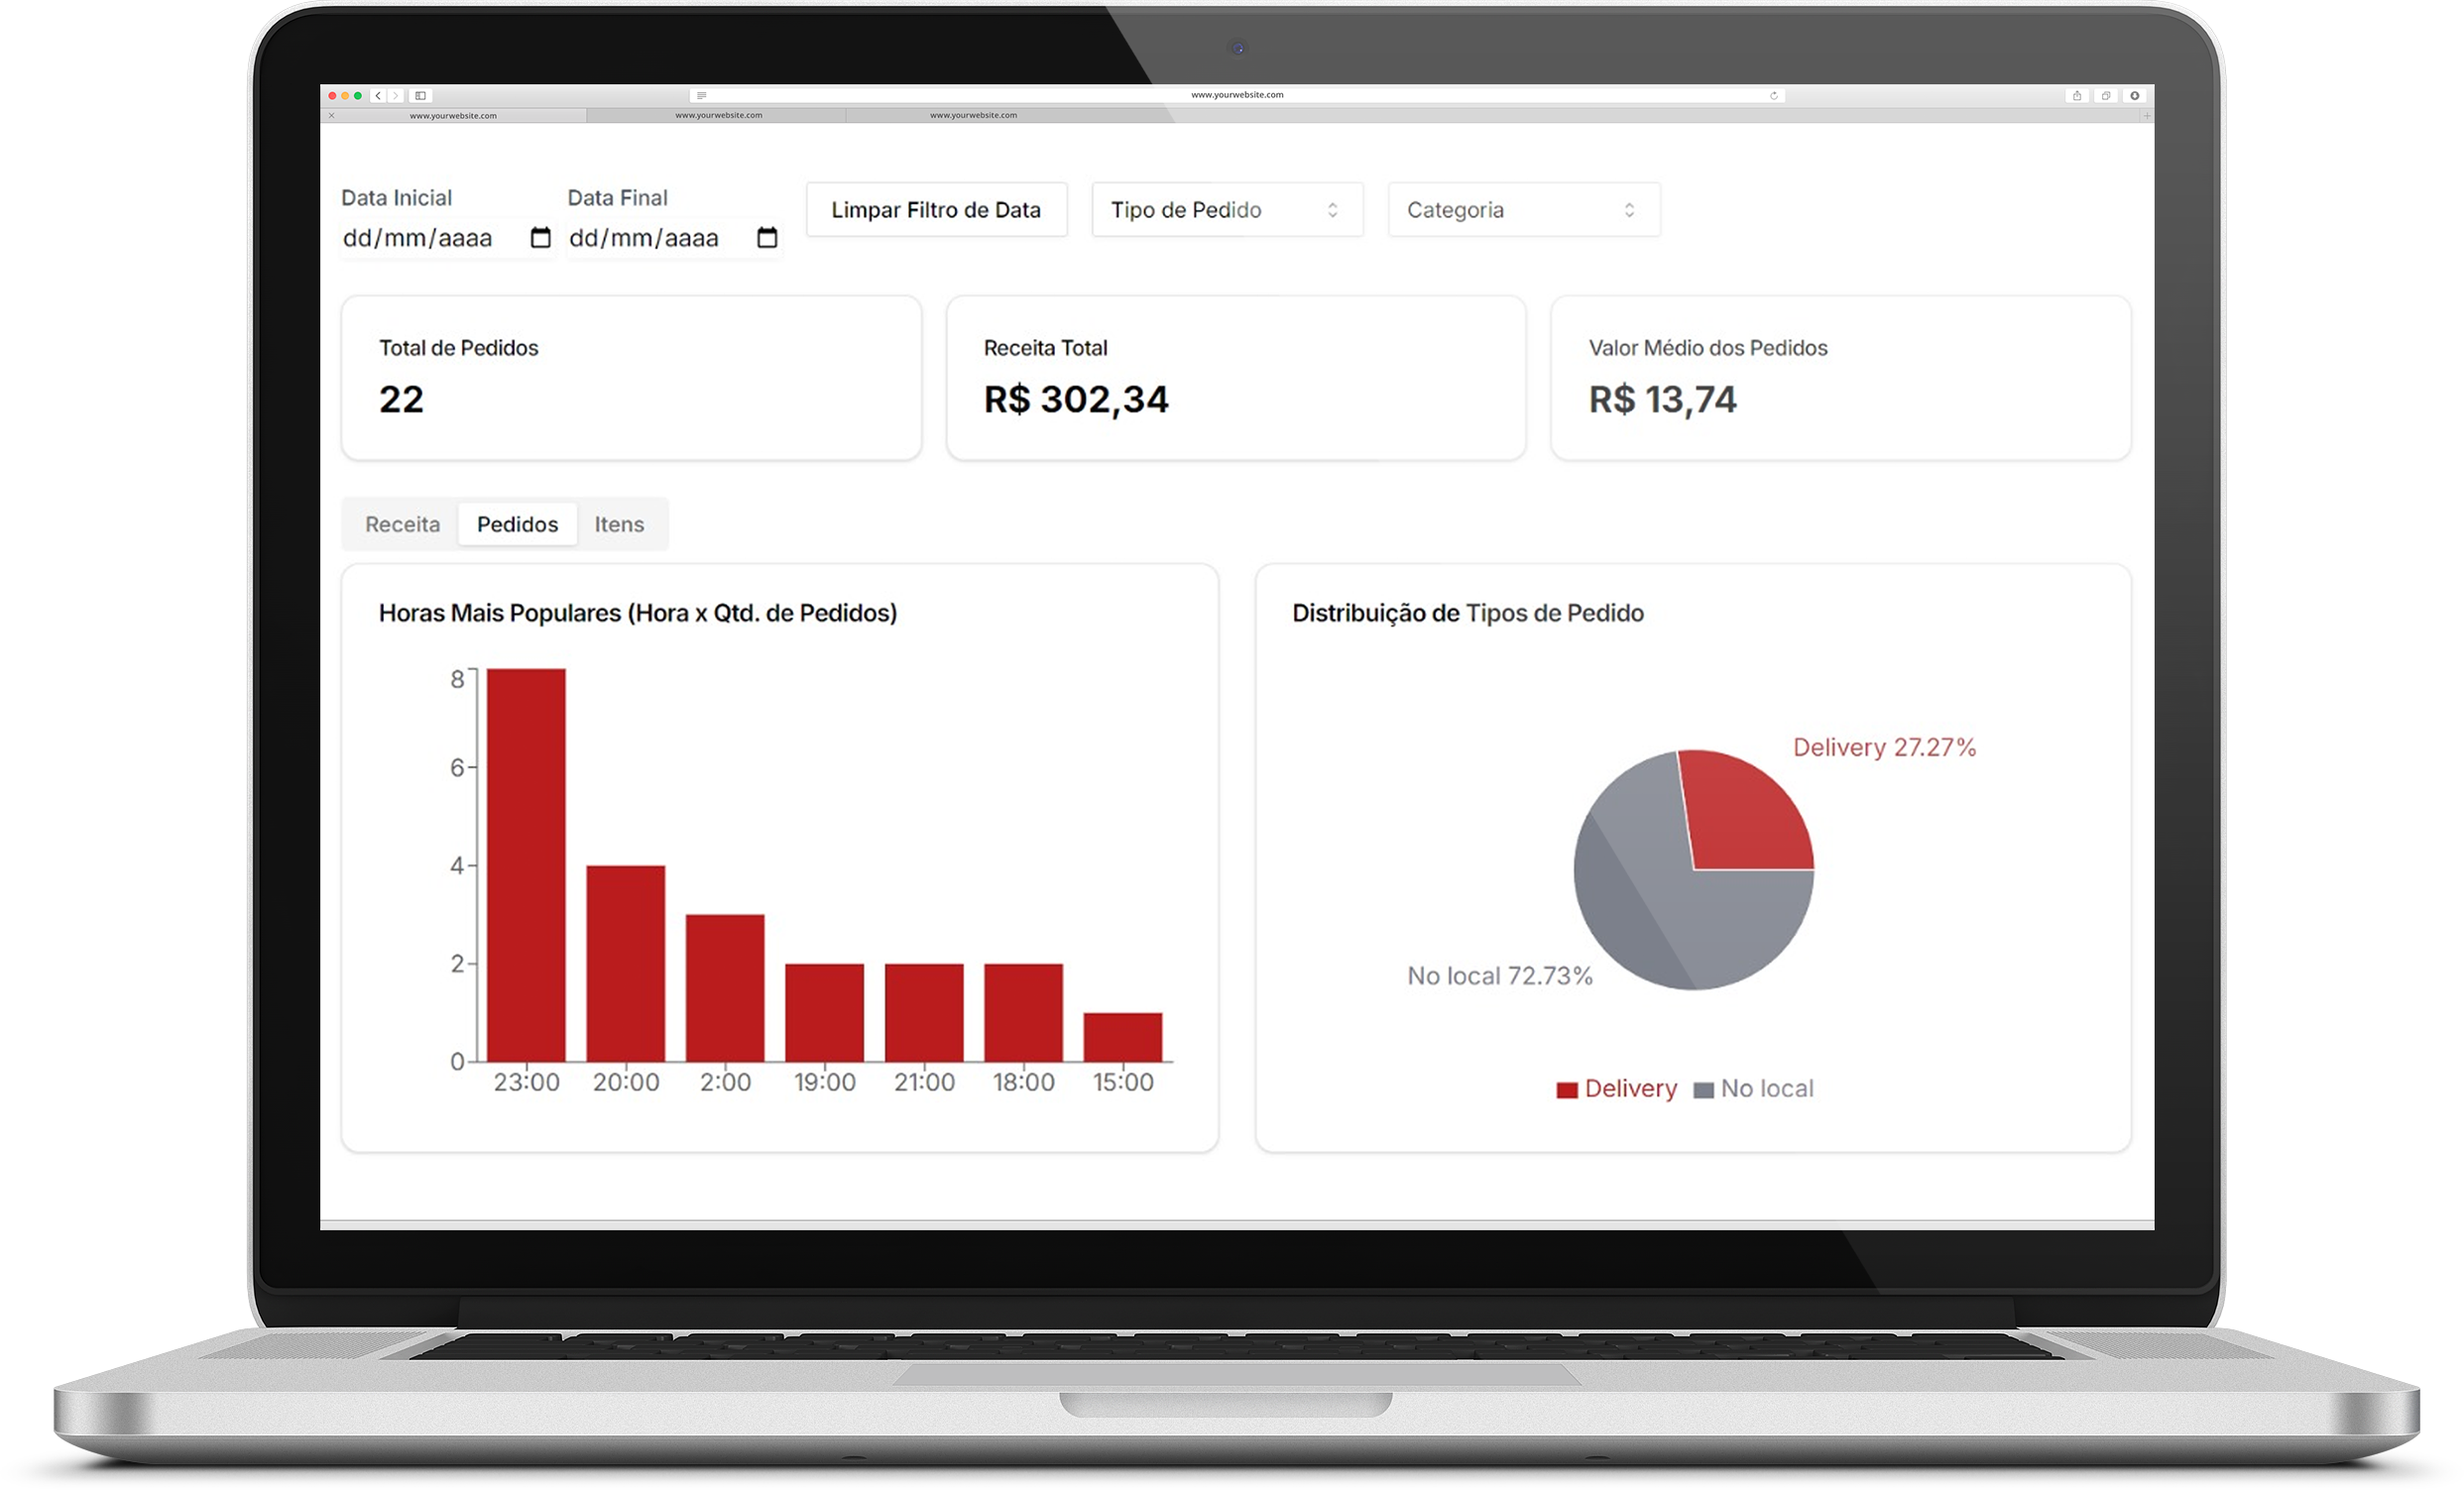 www.yourwebsite.com
www.yourwebsite.com www.yourwebsite.com www.yourwebsite.com
Data Inicial Data Final
dd/mm/aaaa dd/mm/aaaa Limpar Filtro de Data Tipo de Pedido Categoria
Total de Pedidos
22
Receita Total
R$ 302,34
Valor Médio dos Pedidos
R$ 13,74
Receita Pedidos Itens
Horas Mais Populares (Hora x Qtd. de Pedidos)
8
6
4
2
0
23:00 20:00 2:00 19:00 21:00 18:00 15:00
Distribuição de Tipos de Pedido
Delivery 27.27%
No local 72.73%
Delivery No local